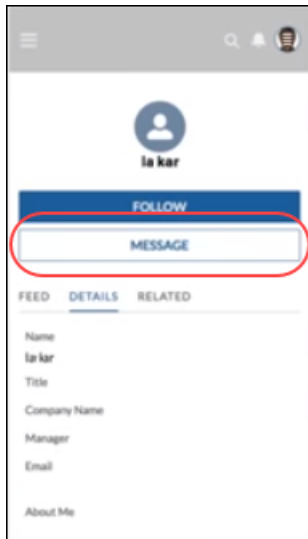 la kar
FOLLOW
MESSAGE
FEED DETAILS RELATED
Name
la kar
Title
Company Name
Manager
Email
About Me